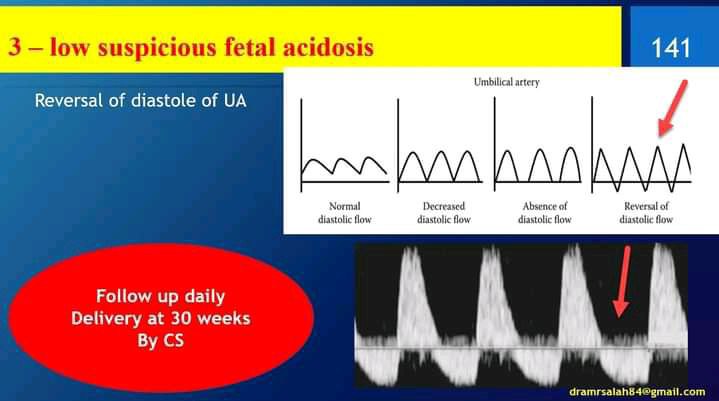 3 – low suspicious fetal acidosis
141
Reversal of diastole of UA
Umbilical artery
Normal
diastolic flow
Decreased
diastolic flow
Absence of
diastolic flow
Reversal of
diastolic flow
Follow up daily
Delivery at 30 weeks
By CS
dramrsalah84@gmail.com